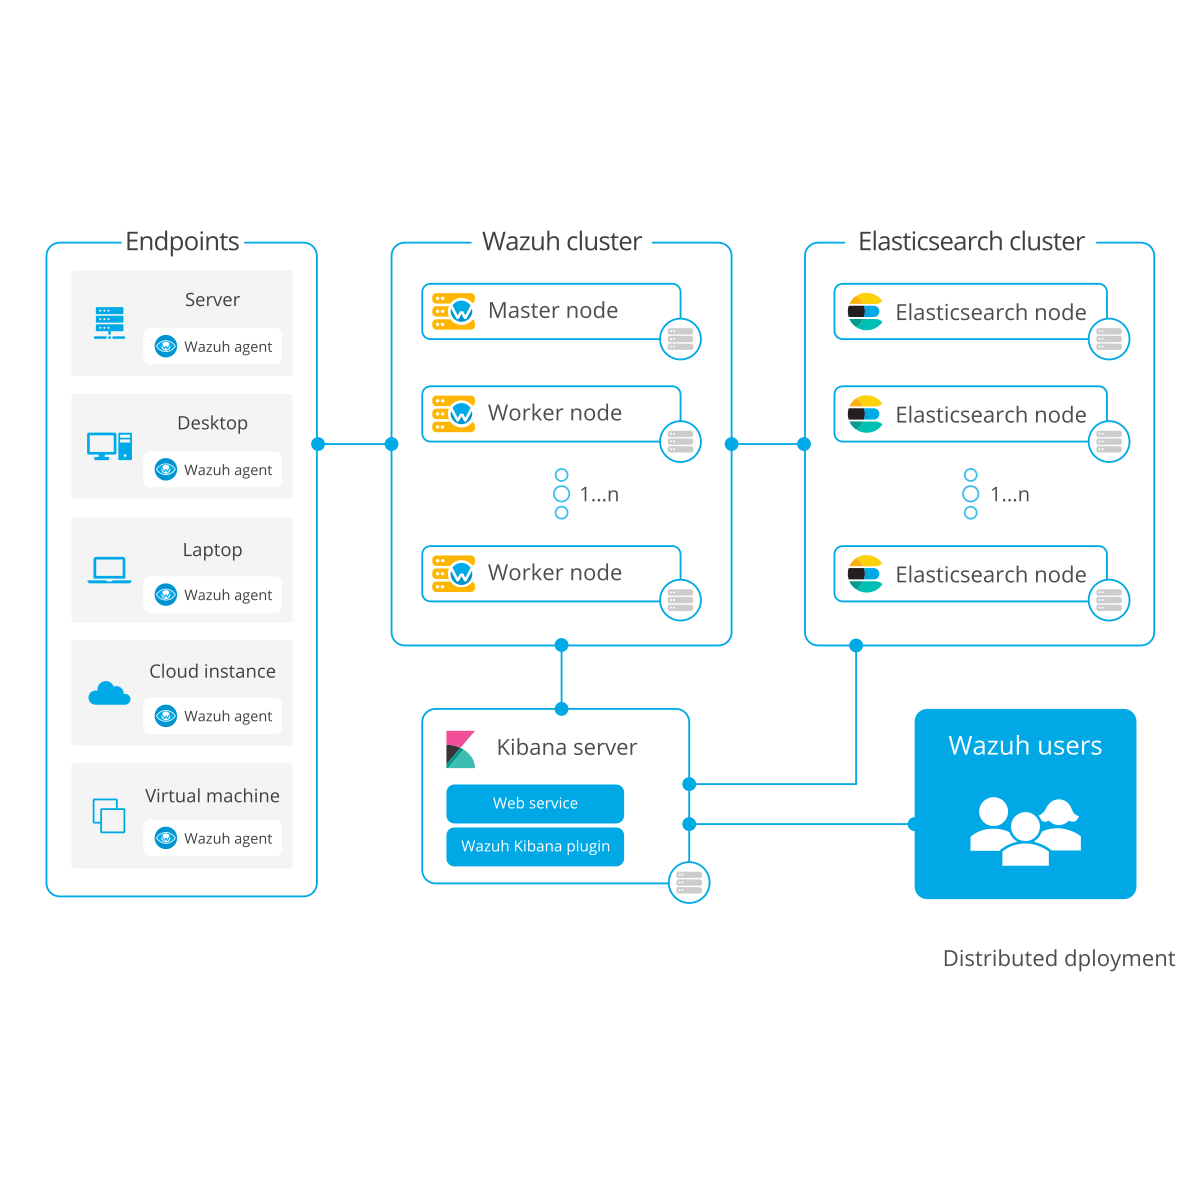 Endpoints
Server
Wazuh agent
Desktop
Wazuh agent
Laptop
Wazuh agent
Cloud instance
Wazuh agent
Virtual machine
Wazuh agent
Wazuh cluster
Master node
Worker node
1...n
Worker node
Elasticsearch cluster
Elasticsearch node
Elasticsearch node
1...n
Elasticsearch node
Kibana server
Web service
Wazuh Kibana plugin
Wazuh users
Distributed dployment